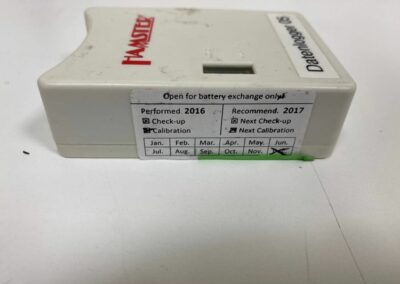 HAMSTER
Datenlogger
Open for battery exchange only
Performed 2016 Recommend. 2017
Check-up Next Check-up
Calibration Next Calibration
Jan. Feb. Mar. Apr. May. Jun.
Jul. Aug. Sep. Oct. Nov.